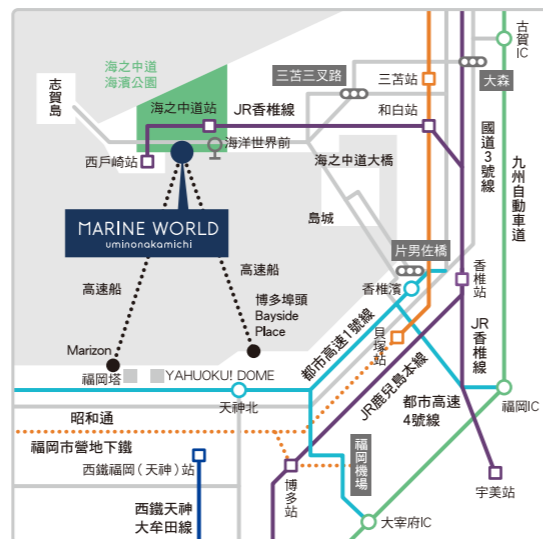 海之中道
海濱公園
志賀島
古賀
IC
三苫三叉路
三苫站
大森
海之中道站
JR香椎線
和白站
西戶崎站
海洋世界前
海之中道大橋
國道3號線
九州自動車道
MARINE WORLD
uminonakamichi
島城
片男佐橋
高速船
高速船
香椎濱
香椎站
博多埠頭
Bayside
Place
都市高速1號線
貝塚站
JR香椎線
Marizon
JR鹿兒島本線
福岡塔
YAHUOKU! DOME
天神北
都市高速
4號線
福岡IC
昭和通
福岡市營地下鐵
西鐵福岡(天神)站
福岡機場
博多站
宇美站
西鐵天神
大牟田線
大宰府IC